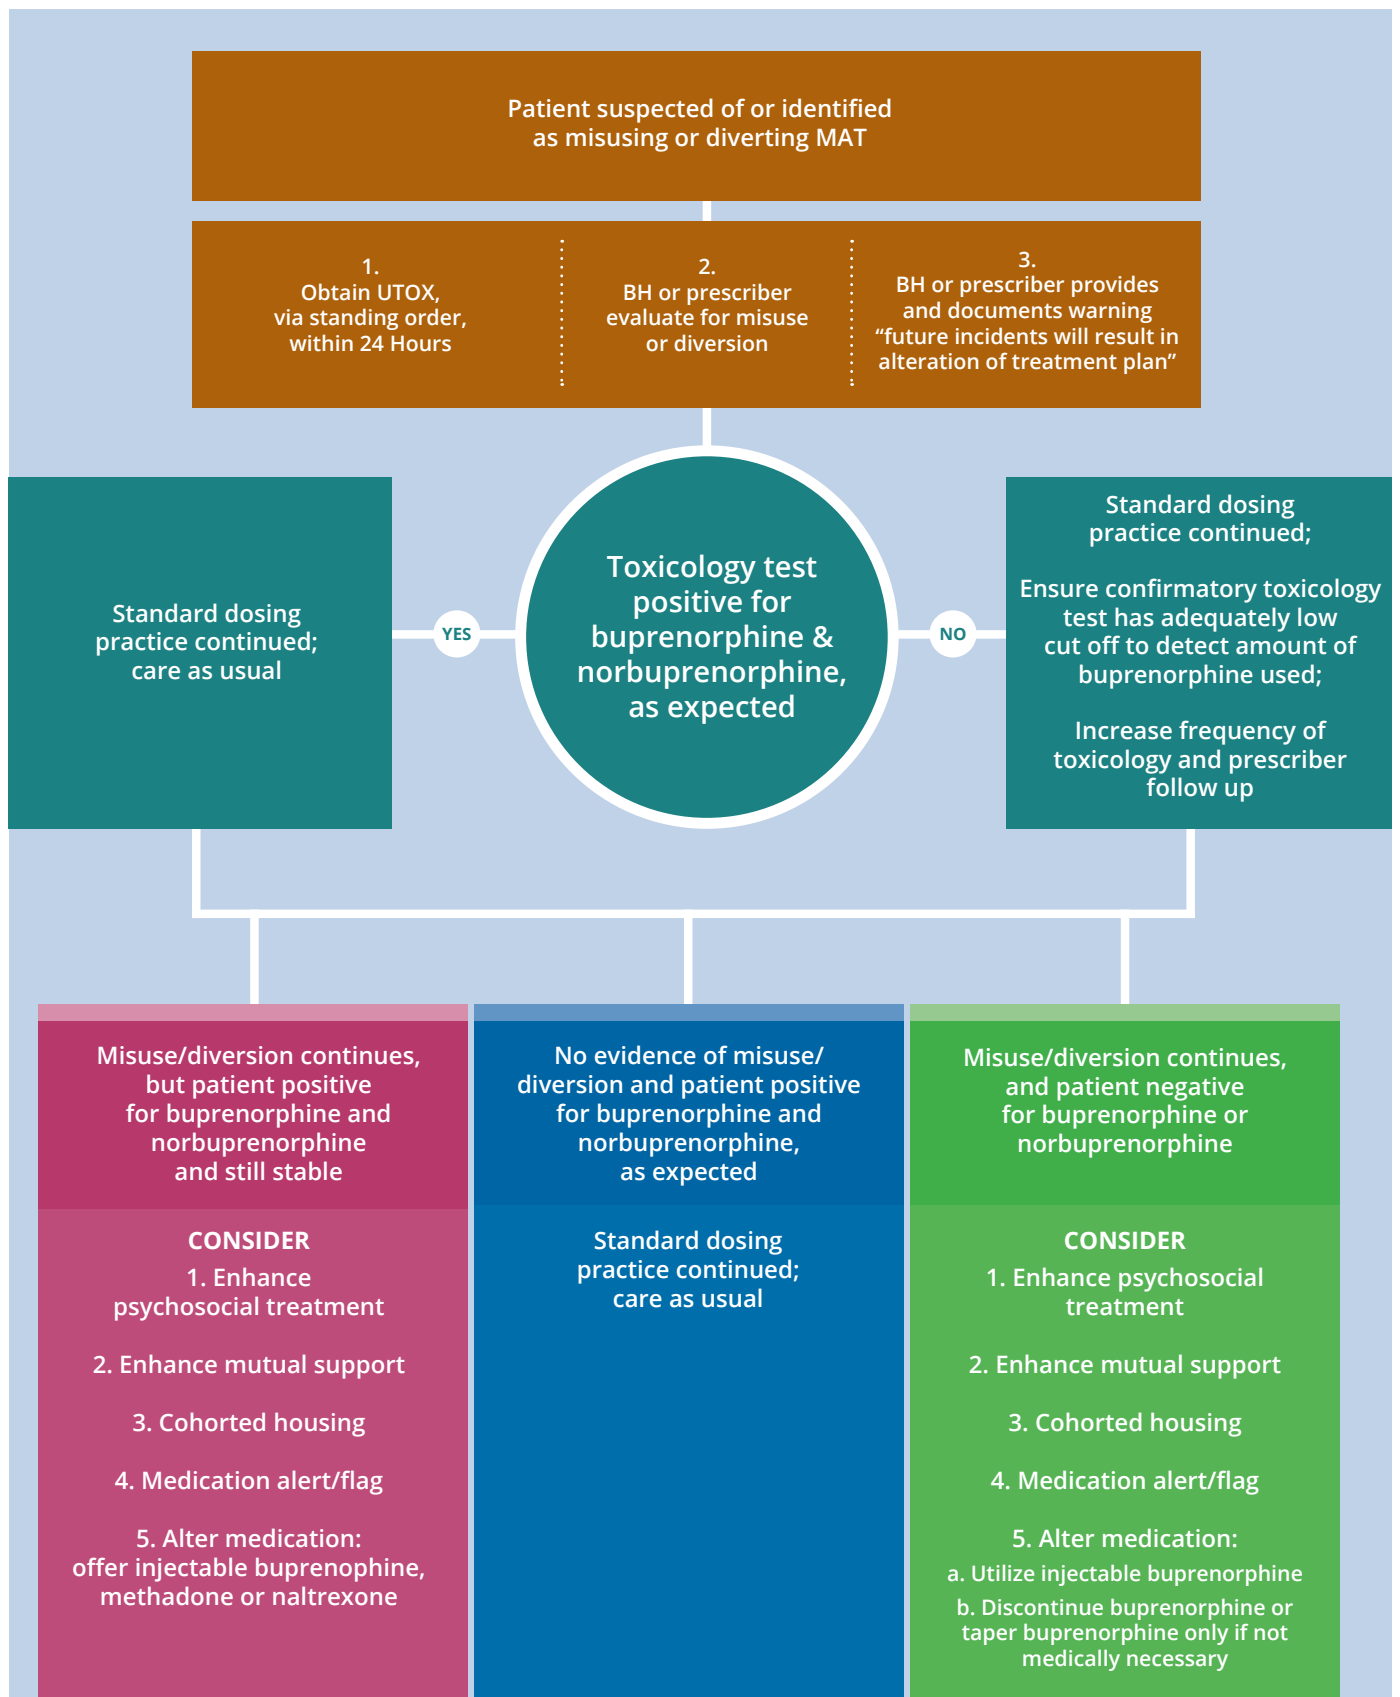 Patient suspected of or identified
as misusing or diverting MAT
1.
Obtain UTOX,
via standing order,
within 24 Hours
2.
BH or prescriber
evaluate for misuse
or diversion
3.
BH or prescriber provides
and documents warning
“future incidents will result in
alteration of treatment plan”
Standard dosing
practice continued;
care as usual
YES
Toxicology test
positive for
buprenorphine &
norbuprenorphine,
as expected
NO
Standard dosing
practice continued;
Ensure confirmatory toxicology
test has adequately low
cut off to detect amount of
buprenorphine used;
Increase frequency of
toxicology and prescriber
follow up
Misuse/diversion continues,
but patient positive
for buprenorphine and
norbuprenorphine
and still stable
CONSIDER
1. Enhance
psychosocial treatment
2. Enhance mutual support
3. Cohorted housing
4. Medication alert/flag
5. Alter medication:
offer injectable buprenophine,
methadone or naltrexone
No evidence of misuse/
diversion and patient positive
for buprenorphine and
norbuprenorphine,
as expected
Standard dosing
practice continued;
care as usual
Misuse/diversion continues,
and patient negative
for buprenorphine or
norbuprenorphine
CONSIDER
1. Enhance psychosocial
treatment
2. Enhance mutual support
3. Cohorted housing
4. Medication alert/flag
5. Alter medication:
a. Utilize injectable buprenorphine
b. Discontinue buprenorphine or
taper buprenorphine only if not
medically necessary